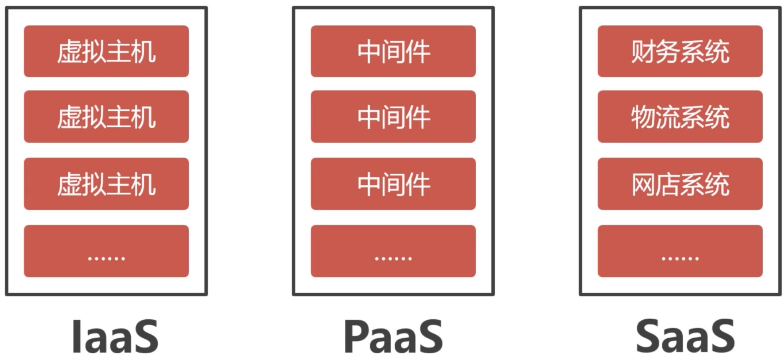 虚拟主机
虚拟主机
虚拟主机
......
IaaS
中间件
中间件
中间件
......
PaaS
财务系统
物流系统
网店系统
......
SaaS